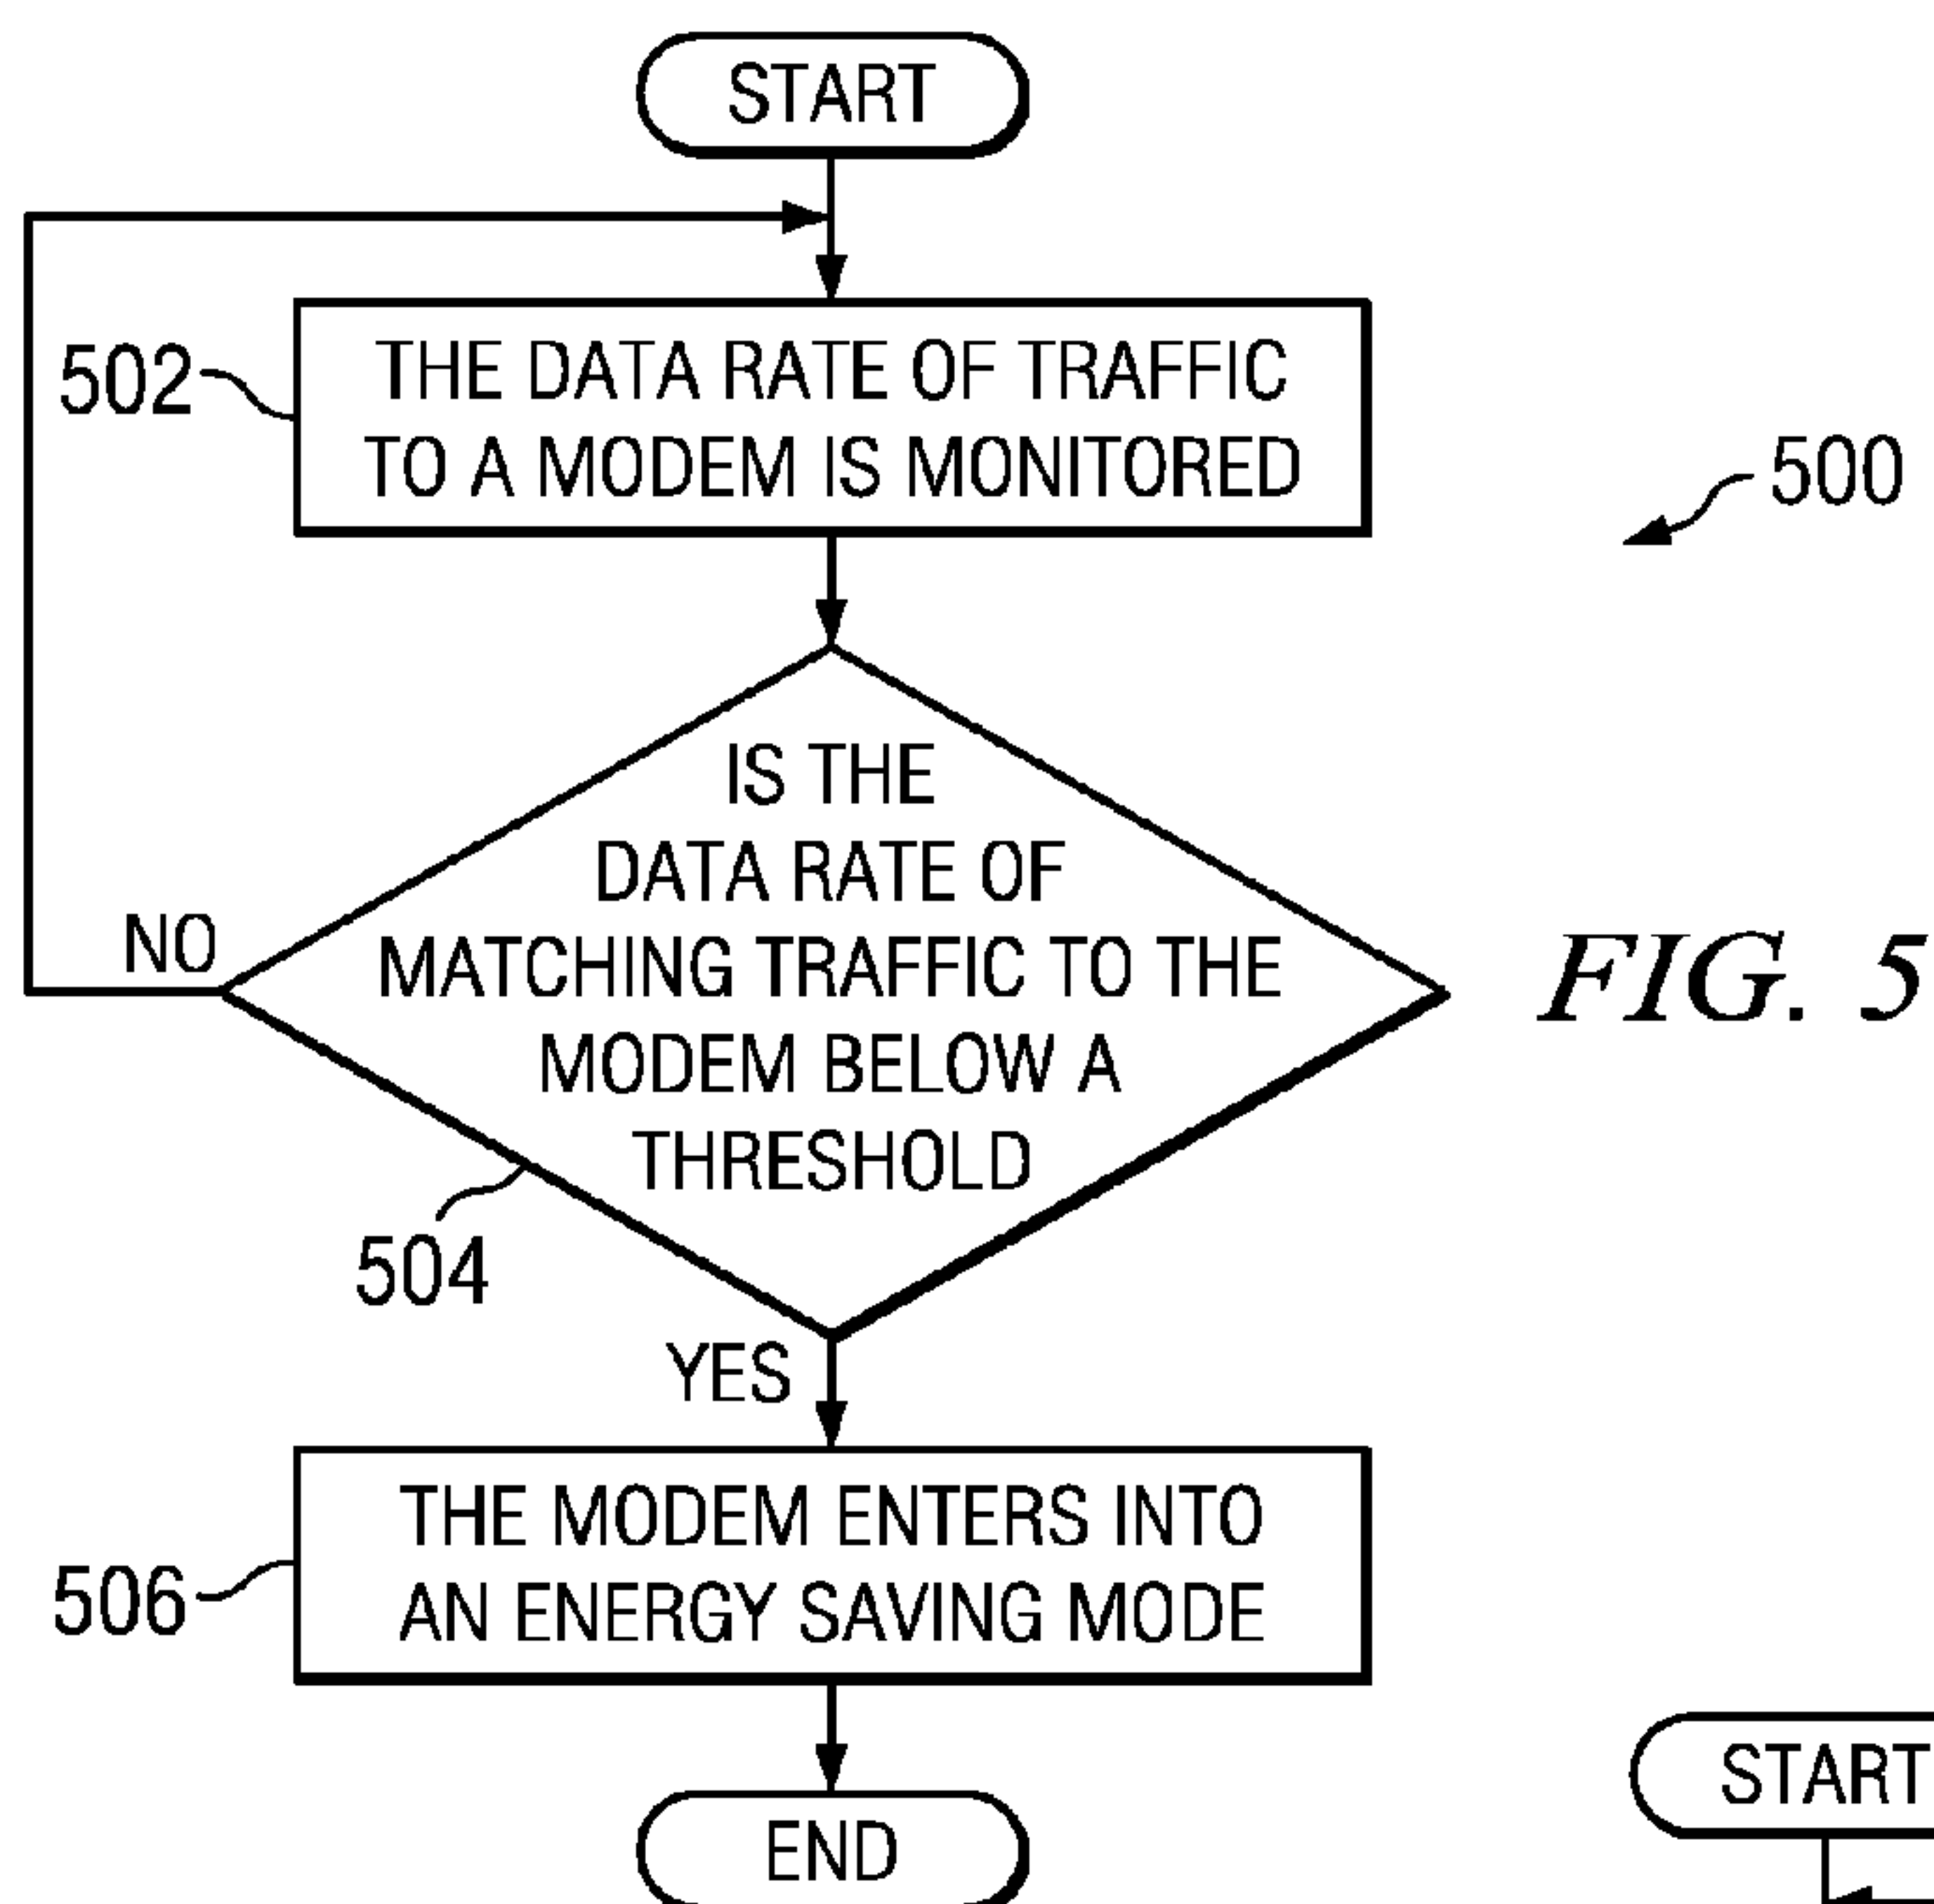 START
502
THE DATA RATE OF TRAFFIC
TO A MODEM IS MONITORED
500
IS THE
DATA RATE OF
MATCHING TRAFFIC TO THE
MODEM BELOW A
THRESHOLD
NO
FIG. 5
504
YES
506
THE MODEM ENTERS INTO
AN ENERGY SAVING MODE
END
START